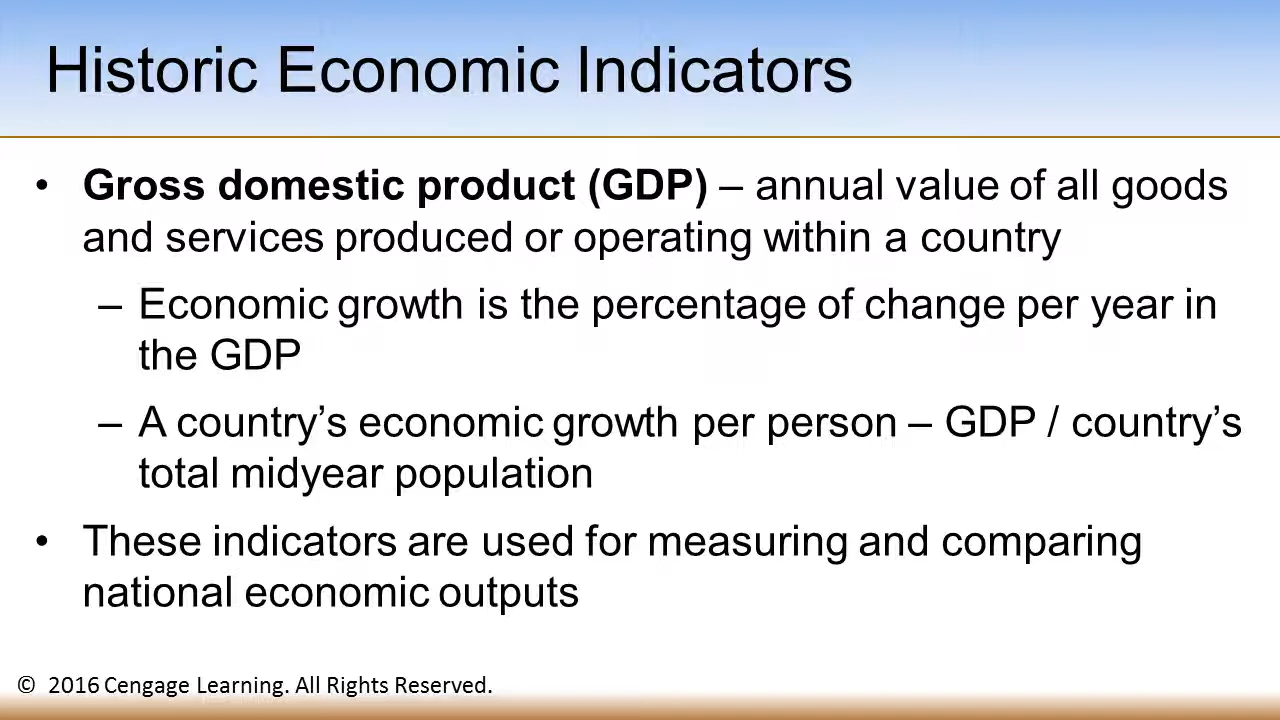 Historic Economic Indicators
• Gross domestic product (GDP) – annual value of all goods
and services produced or operating within a country
– Economic growth is the percentage of change per year in
the GDP
– A country’s economic growth per person – GDP / country’s
total midyear population
• These indicators are used for measuring and comparing
national economic outputs
© 2016 Cengage Learning. All Rights Reserved.